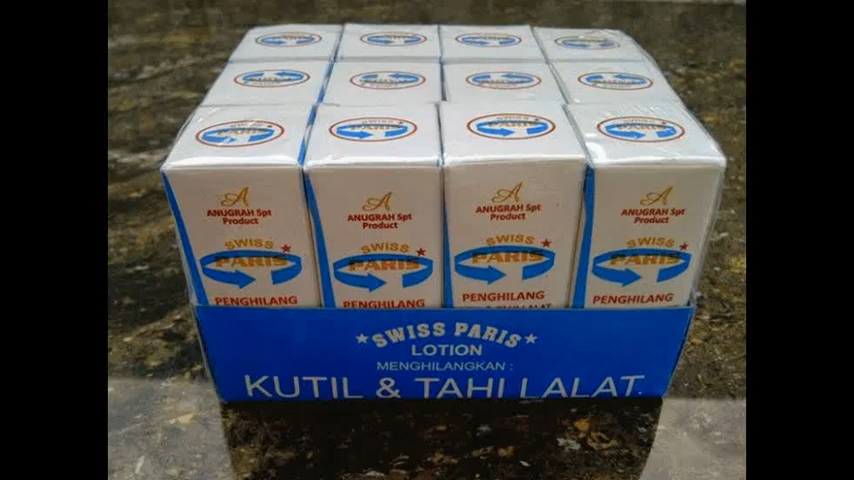 ANUGRAH Spt
Product
SWISS
PARIS
PENGHILANG
ANUGRAH Spt
Product
SWISS
PARIS
PENGHILANG
ANUGRAH Spt
Product
SWISS
PARIS
PENGHILANG
ANUGRAH Spt
Product
SWISS
PARIS
PENGHILANG
SWISS PARIS
LOTION
MENGHILANGKAN :
KUTIL & TAHI LALAT